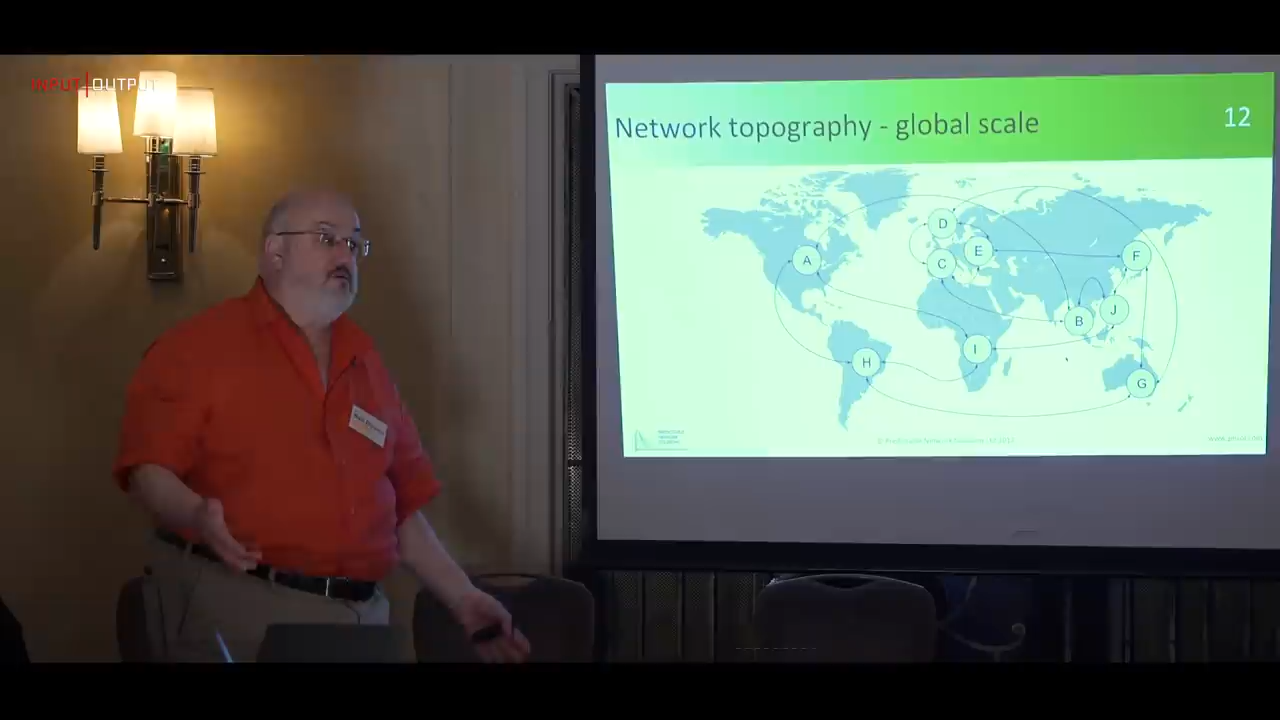 INPUT|OUTPUT
Network topography - global scale
12
D
A
E
C
F
J
B
I
H
G